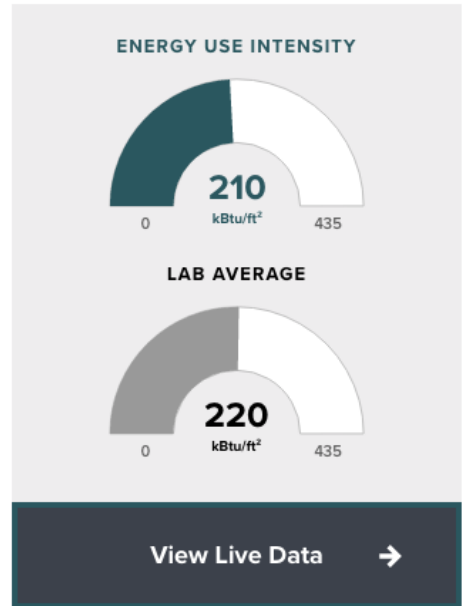 ENERGY USE INTENSITY
210
kBtu/ft²
0 435
LAB AVERAGE
220
kBtu/ft²
0 435
View Live Data →